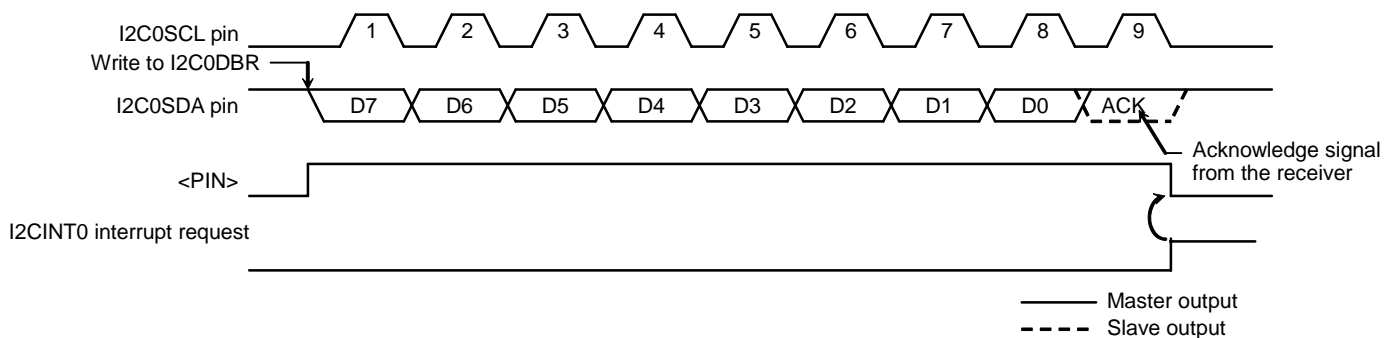 I2C0SCL pin
1 2 3 4 5 6 7 8 9
Write to I2C0DBR
I2C0SDA pin
D7 D6 D5 D4 D3 D2 D1 D0 ACK
Acknowledge signal
from the receiver
<PIN>
I2CINT0 interrupt request
Master output
Slave output